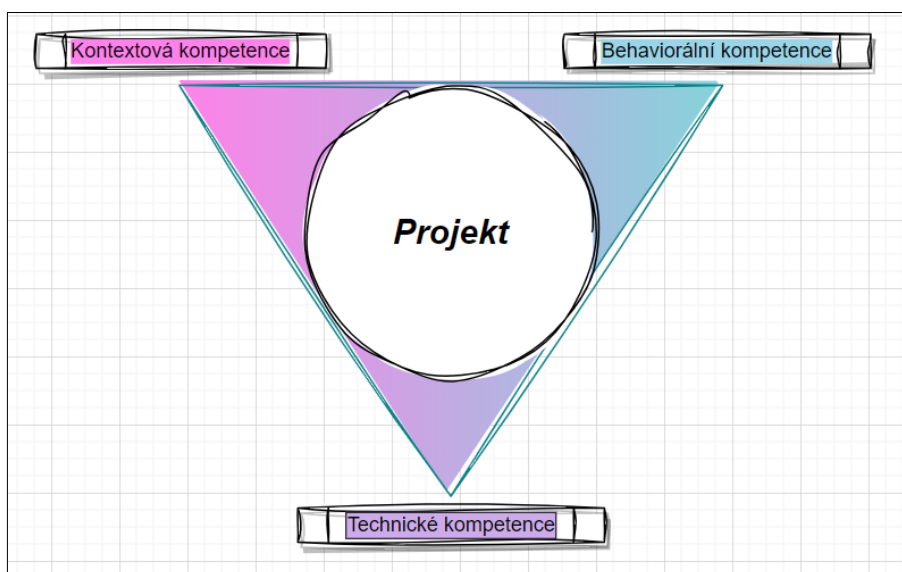 Kontextová kompetence
Behaviorální kompetence
Projekt
Technické kompetence